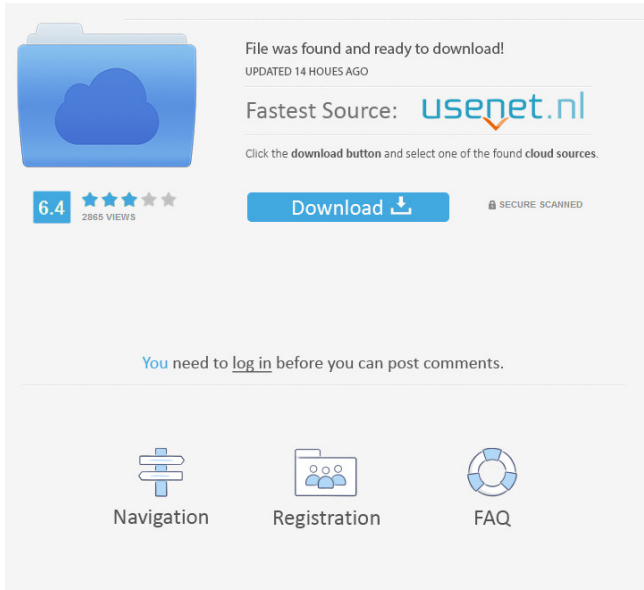 File was found and ready to download!
UPDATED 14 HOUES AGO
Fastest Source: usenet.nl
Click the download button and select one of the found cloud sources.
6.4
2865 VIEWS
Download
SECURE SCANNED
You need to log in before you can post comments.
Navigation
Registration
FAQ